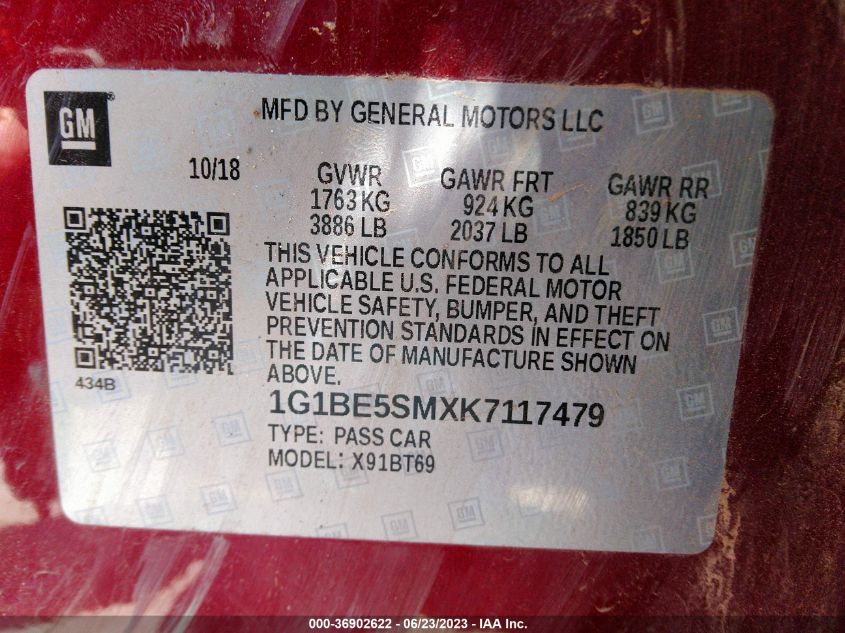 GM
MFD BY GENERAL MOTORS LLC
10/18
GVWR
1763 KG
3886 LB
GAWR FRT
924 KG
2037 LB
GAWR RR
839 KG
1850 LB
THIS VEHICLE CONFORMS TO ALL
APPLICABLE U.S. FEDERAL MOTOR
VEHICLE SAFETY, BUMPER, AND THEFT
PREVENTION STANDARDS IN EFFECT ON
THE DATE OF MANUFACTURE SHOWN
ABOVE.
434B
1G1BE5SMXK7117479
TYPE: PASS CAR
MODEL: X91BT69
000-36902622 - 06/23/2023 - IAA Inc.